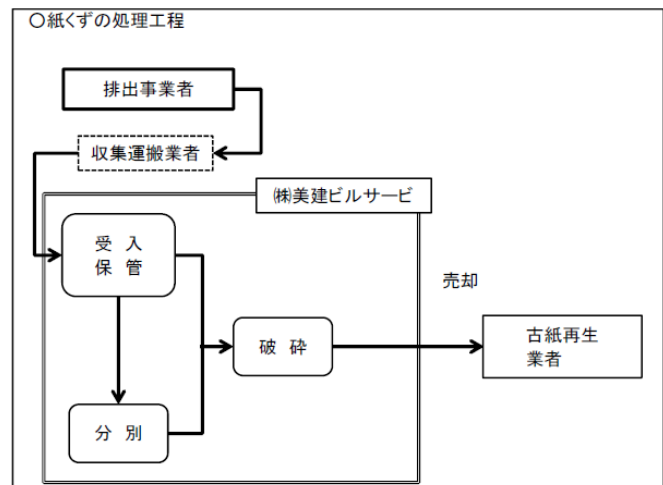 〇紙くずの処理工程
排出事業者
収集運搬業者
㈱美建ビルサービ
受 入
保 管
売却
破 砕
古紙再生
業者
分 別